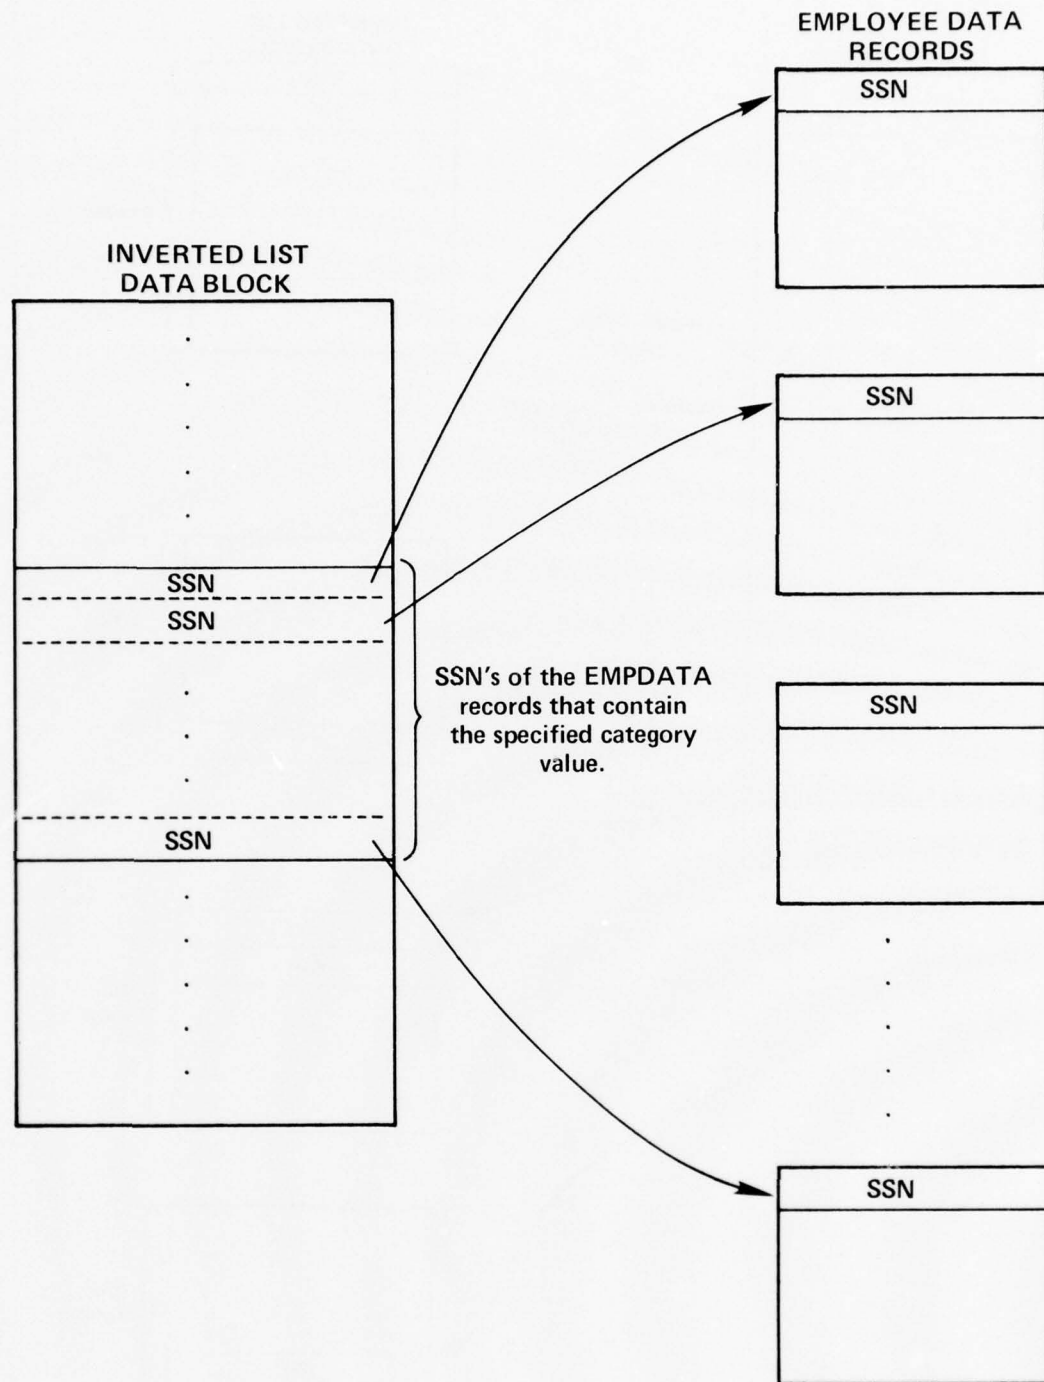 EMPLOYEE DATA
RECORDS
SSN
INVERTED LIST
DATA BLOCK
SSN
SSN
SSN
SSN's of the EMPDATA
records that contain
the specified category
value.
SSN
SSN
SSN